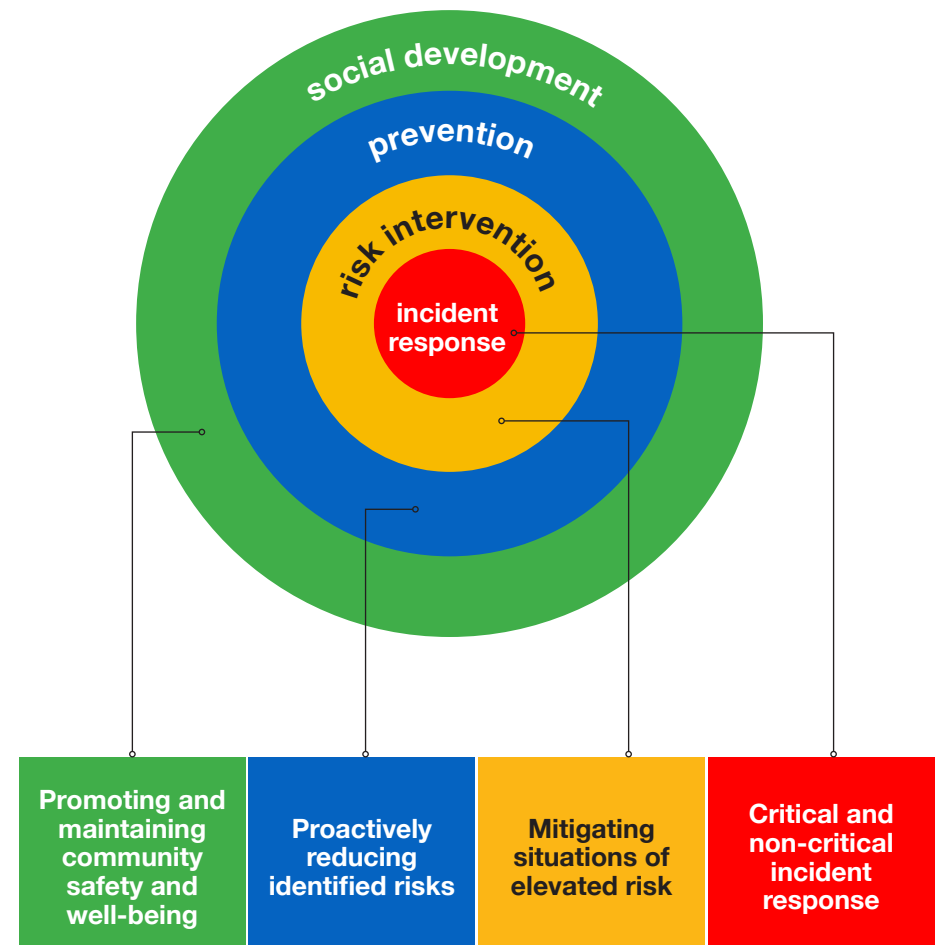 social development
prevention
risk intervention
incident
response
Promoting and
maintaining
community
safety and
well-being
Proactively
reducing
identified risks
Mitigating
situations of
elevated risk
Critical and
non-critical
incident
response